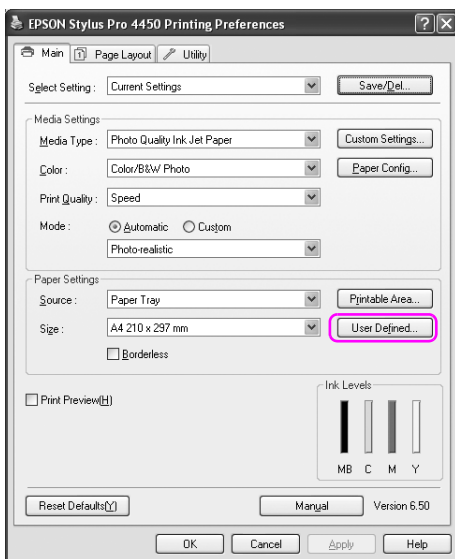 EPSON Stylus Pro 4450 Printing Preferences
Main Page Layout Utility
Select Setting : Current Settings Save/Del...
Media Settings
Media Type : Photo Quality Ink Jet Paper Custom Settings...
Color : Color/B&W Photo Paper Config...
Print Quality : Speed
Mode : Automatic Custom
Photo-realistic
Paper Settings
Source : Paper Tray Printable Area...
Size : A4 210 x 297 mm User Defined...
Borderless
Print Preview(H)
Ink Levels
MB C M Y
Reset Defaults(Y) Manual Version 6.50
OK Cancel Apply Help